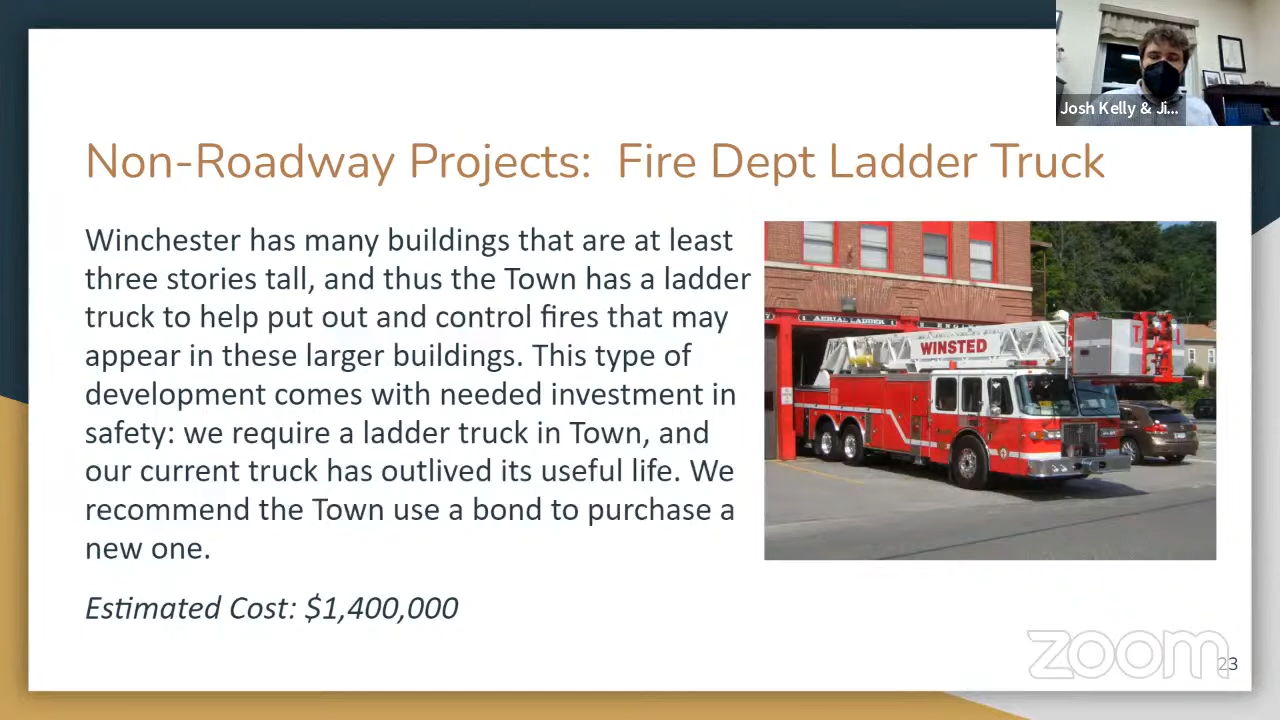 Josh Kelly & Ji...
Non-Roadway Projects: Fire Dept Ladder Truck
Winchester has many buildings that are at least
three stories tall, and thus the Town has a ladder
truck to help put out and control fires that may
appear in these larger buildings. This type of
development comes with needed investment in
safety: we require a ladder truck in Town, and
our current truck has outlived its useful life. We
recommend the Town use a bond to purchase a
new one.
Estimated Cost: $1,400,000
AERIAL LADDER
WINSTED
zoom
23